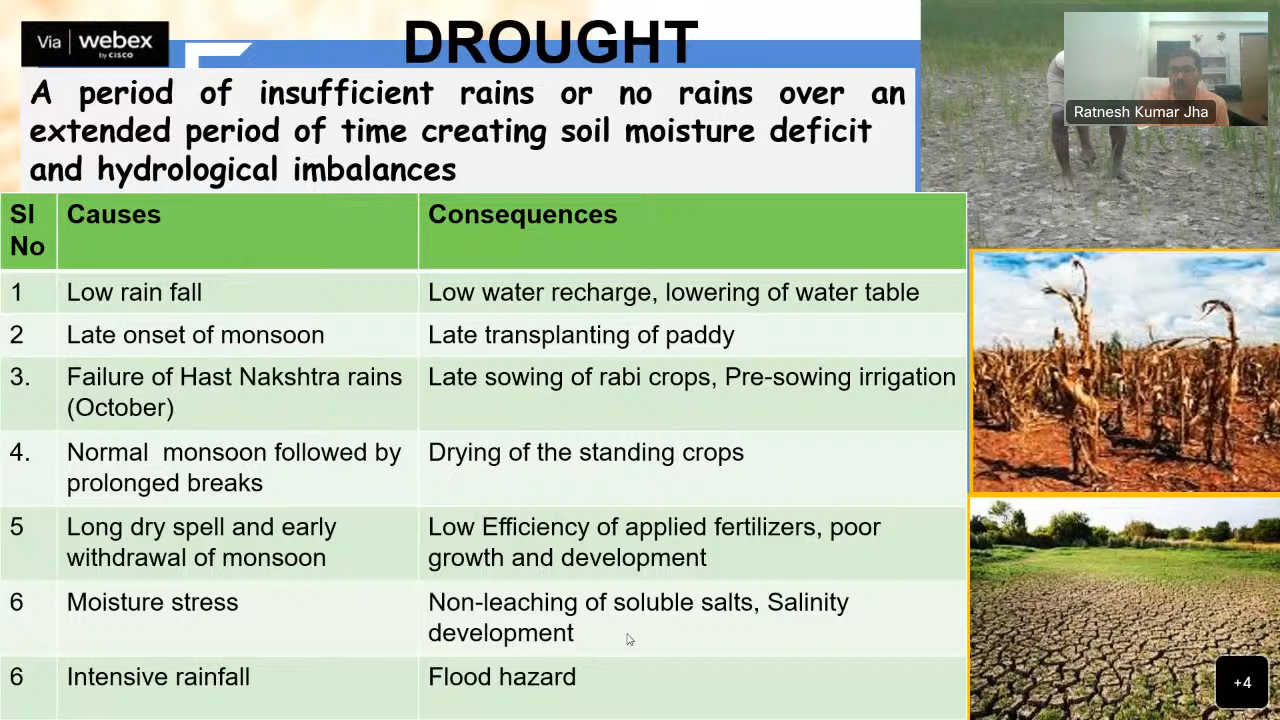 Via webex
by CISCO
DROUGHT
Ratnesh Kumar Jha
A period of insufficient rains or no rains over an
extended period of time creating soil moisture deficit
and hydrological imbalances
Sl No Causes Consequences
1 Low rain fall Low water recharge, lowering of water table
2 Late onset of monsoon Late transplanting of paddy
3. Failure of Hast Nakshtra rains Late sowing of rabi crops, Pre-sowing irrigation
(October)
4. Normal monsoon followed by Drying of the standing crops
prolonged breaks
5 Long dry spell and early Low Efficiency of applied fertilizers, poor
withdrawal of monsoon growth and development
6 Moisture stress Non-leaching of soluble salts, Salinity
development
6 Intensive rainfall Flood hazard
+4